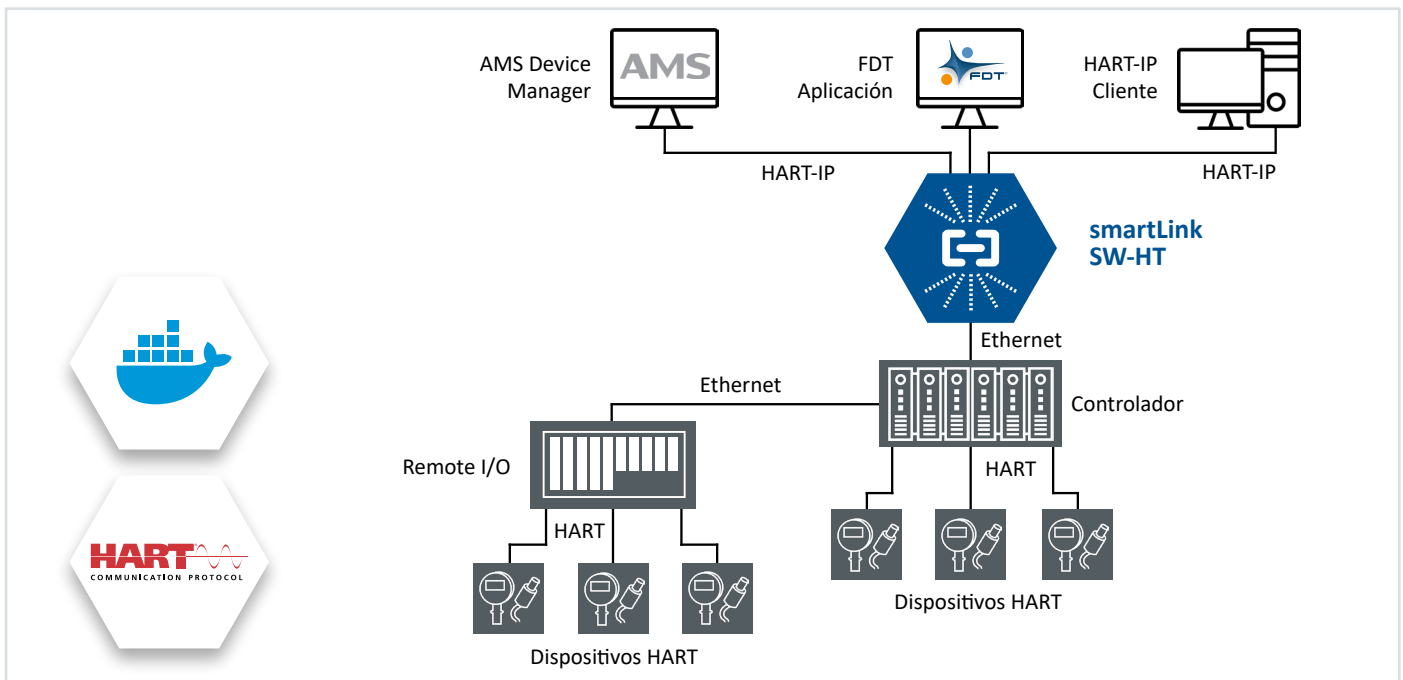 AMS Device
Manager
AMS
FDT
Aplicación
FDT
HART-IP
Cliente
HART-IP
HART-IP
smartLink
SW-HT
Ethernet
Ethernet
Controlador
Remote I/O
HART
HART
HART
COMMUNICATION PROTOCOL
Dispositivos HART
Dispositivos HART